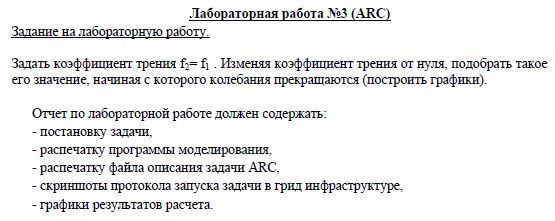 Лабораторная работа №3 (ARC)
Задание на лабораторную работу.
Задать коэффициент трения f2= f1 . Изменяя коэффициент трения от нуля, подобрать такое
его значение, начиная с которого колебания прекращаются (построить графики).
Отчет по лабораторной работе должен содержать:
- постановку задачи,
- распечатку программы моделирования,
- распечатку файла описания задачи ARC,
- скриншоты протокола запуска задачи в грид инфраструктуре,
- графики результатов расчета.